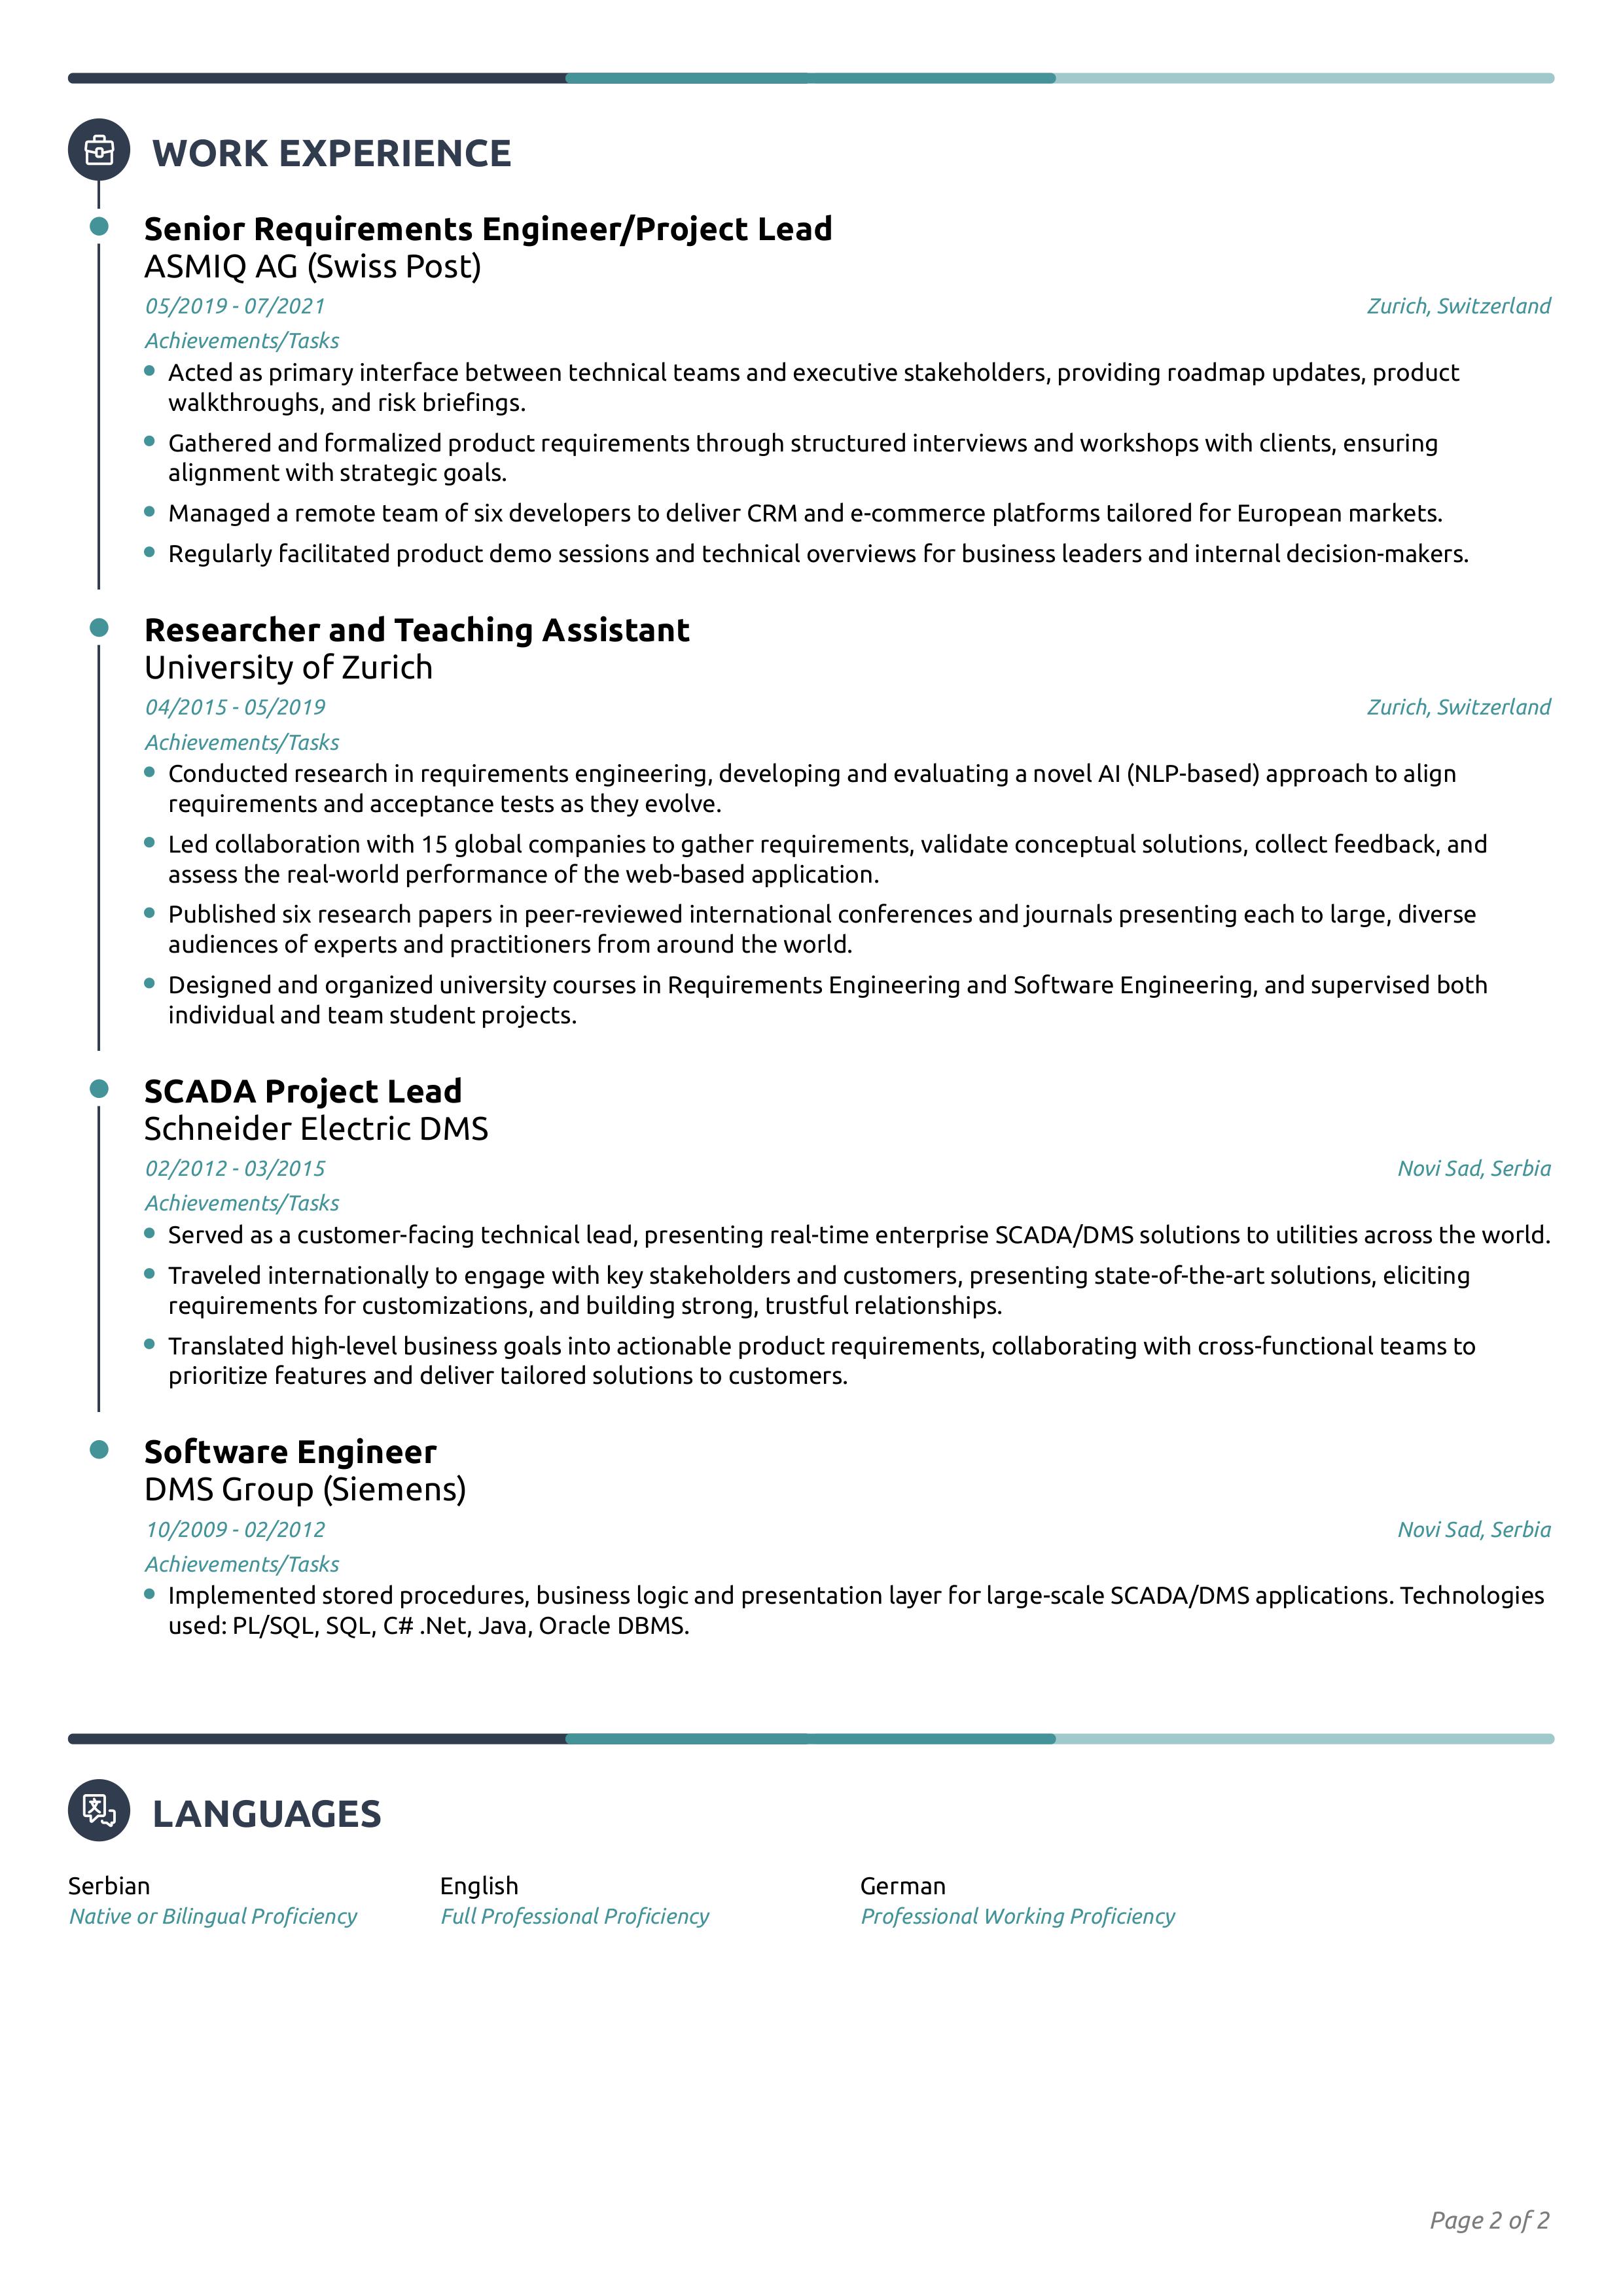 WORK EXPERIENCE
Senior Requirements Engineer/Project Lead
ASMIQ AG (Swiss Post)
05/2019 - 07/2021 Zurich, Switzerland
Achievements/Tasks
Acted as primary interface between technical teams and executive stakeholders, providing roadmap updates, product
walkthroughs, and risk briefings.
Gathered and formalized product requirements through structured interviews and workshops with clients, ensuring
alignment with strategic goals.
Managed a remote team of six developers to deliver CRM and e-commerce platforms tailored for European markets.
Regularly facilitated product demo sessions and technical overviews for business leaders and internal decision-makers.
Researcher and Teaching Assistant
University of Zurich
04/2015 - 05/2019 Zurich, Switzerland
Achievements/Tasks
Conducted research in requirements engineering, developing and evaluating a novel AI (NLP-based) approach to align
requirements and acceptance tests as they evolve.
Led collaboration with 15 global companies to gather requirements, validate conceptual solutions, collect feedback, and
assess the real-world performance of the web-based application.
Published six research papers in peer-reviewed international conferences and journals presenting each to large, diverse
audiences of experts and practitioners from around the world.
Designed and organized university courses in Requirements Engineering and Software Engineering, and supervised both
individual and team student projects.
SCADA Project Lead
Schneider Electric DMS
02/2012 - 03/2015 Novi Sad, Serbia
Achievements/Tasks
Served as a customer-facing technical lead, presenting real-time enterprise SCADA/DMS solutions to utilities across the world.
Traveled internationally to engage with key stakeholders and customers, presenting state-of-the-art solutions, eliciting
requirements for customizations, and building strong, trustful relationships.
Translated high-level business goals into actionable product requirements, collaborating with cross-functional teams to
prioritize features and deliver tailored solutions to customers.
Software Engineer
DMS Group (Siemens)
10/2009 - 02/2012 Novi Sad, Serbia
Achievements/Tasks
Implemented stored procedures, business logic and presentation layer for large-scale SCADA/DMS applications. Technologies
used: PL/SQL, SQL, C# .Net, Java, Oracle DBMS.
LANGUAGES
Serbian English German
Native or Bilingual Proficiency Full Professional Proficiency Professional Working Proficiency
Page 2 of 2